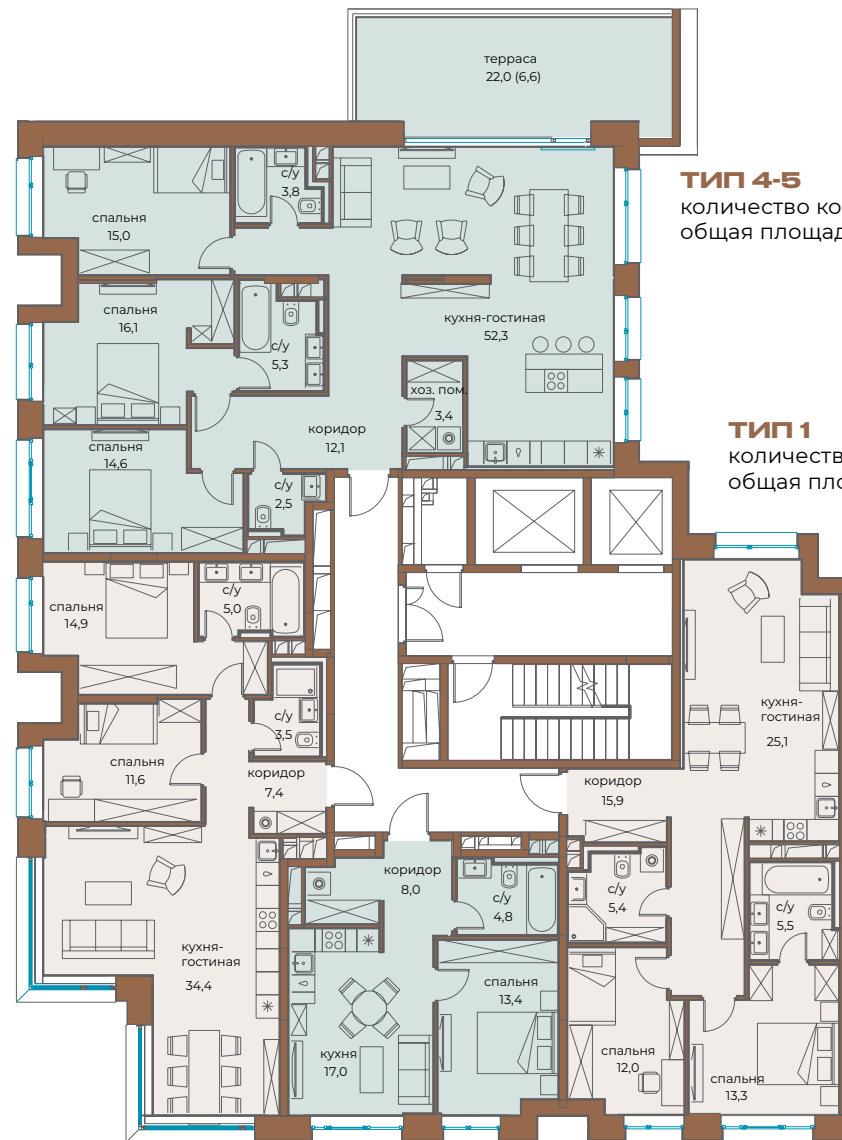 терраса
22,0 (6,6)
ТИП 4-5
количество ко
общая площад
с/у
3,8
спальня
15,0
спальня
16,1
кухня-гостиная
52,3
с/у
5,3
хоз. пом.
3,4
коридор
12,1
спальня
14,6
с/у
2,5
ТИП 1
количеств
общая пло
спальня
14,9
с/у
5,0
с/у
3,5
спальня
11,6
коридор
7,4
кухня-
гостиная
34,4
кухня-
гостиная
25,1
коридор
15,9
коридор
8,0
с/у
4,8
с/у
5,4
с/у
5,5
спальня
13,4
кухня
17,0
спальня
12,0
спальня
13,3